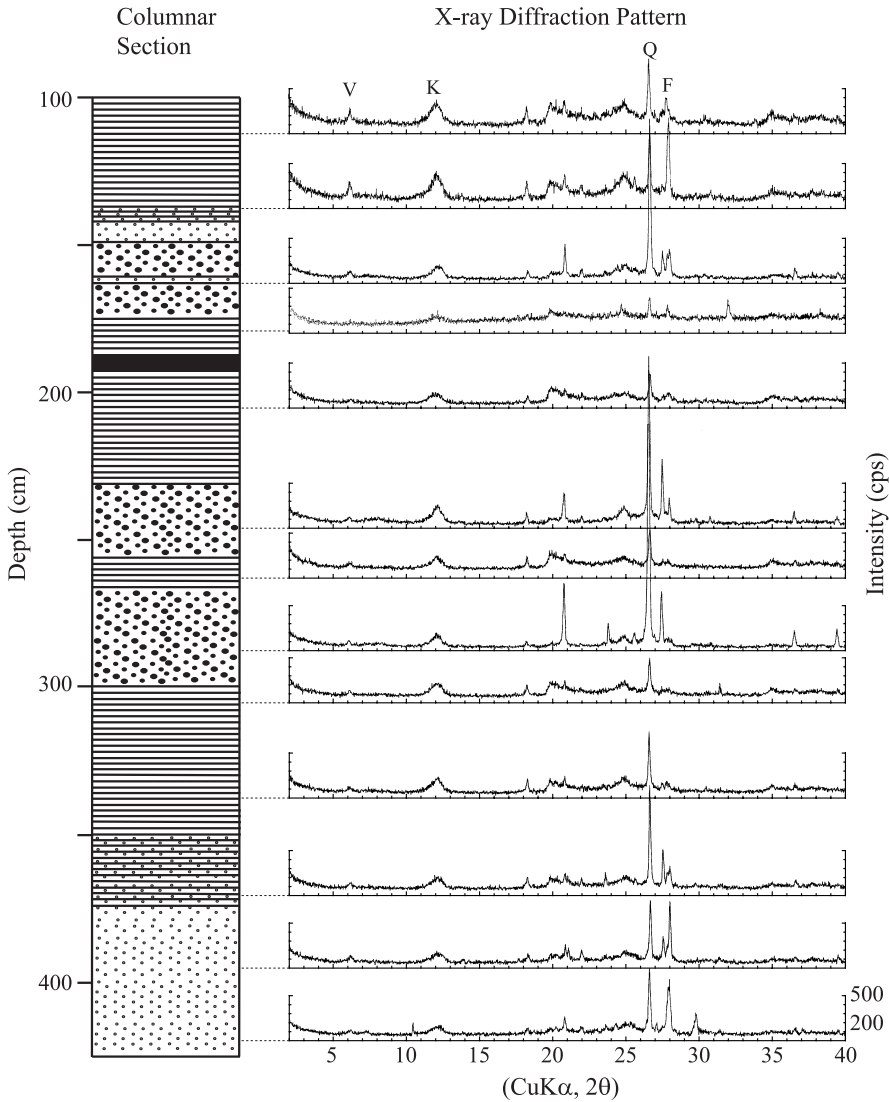 Columnar
Section
X-ray Diffraction Pattern
Q
V
K
F
100
200
300
400
Depth (cm)
Intensity (cps)
500
200
5 10 15 20 25 30 35 40
(CuKα, 2θ)